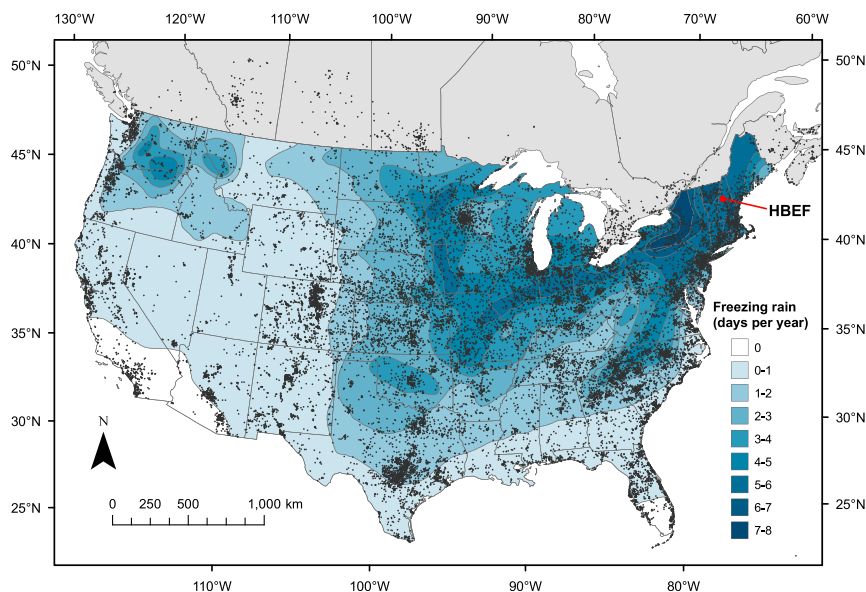 130°W 120°W 110°W 100°W 90°W 80°W 70°W 60°W
50°N 50°N
45°N 45°N
HBEF
40°N 40°N
Freezing rain
(days per year)
35°N 35°N
0
0-1
1-2
30°N 30°N
2-3
N
3-4
4-5
0 250 500 1,000 km
5-6
25°N 25°N
6-7
7-8
110°W 100°W 90°W 80°W